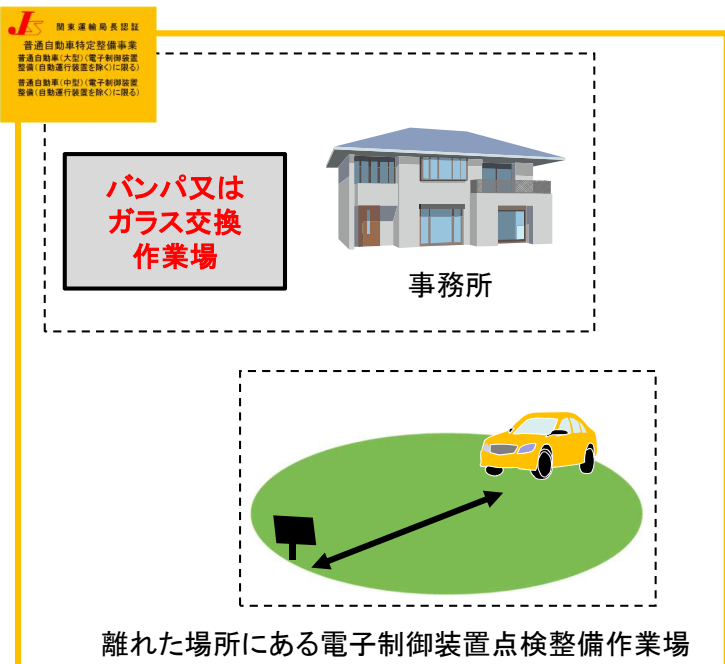 関東運輸局長認証
普通自動車特定整備事業
普通自動車(大型)(電子制御装置
整備(自動運行装置を除く)に限る)
普通自動車(中型)(電子制御装置
整備(自動運行装置を除く)に限る)
バンパ又は
ガラス交換
作業場
事務所
離れた場所にある電子制御装置点検整備作業場